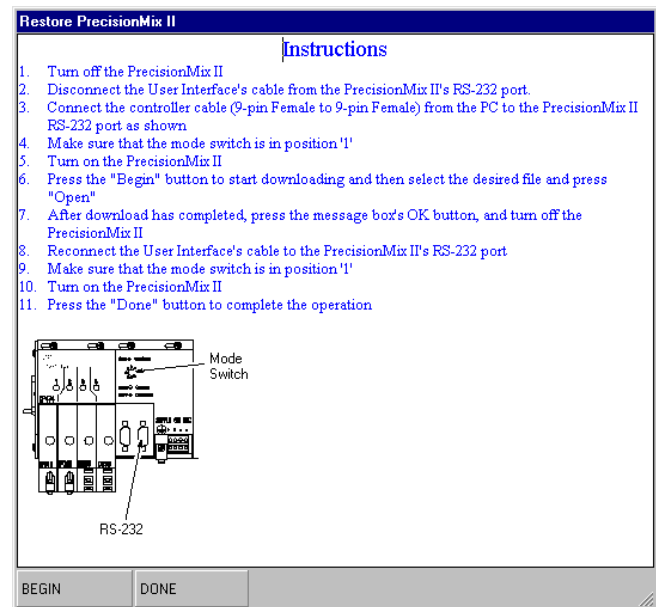 Restore PrecisionMix II
Instructions
1. Turn off the PrecisionMix II
2. Disconnect the User Interface's cable from the PrecisionMix II's RS-232 port.
3. Connect the controller cable (9-pin Female to 9-pin Female) from the PC to the PrecisionMix II
RS-232 port as shown
4. Make sure that the mode switch is in position '1'
5. Turn on the PrecisionMix II
6. Press the "Begin" button to start downloading and then select the desired file and press
"Open"
7. After download has completed, press the message box's OK button, and turn off the
PrecisionMix II
8. Reconnect the User Interface's cable to the PrecisionMix II's RS-232 port
9. Make sure that the mode switch is in position '1'
10. Turn on the PrecisionMix II
11. Press the "Done" button to complete the operation
Mode
Switch
RS-232
BEGIN
DONE